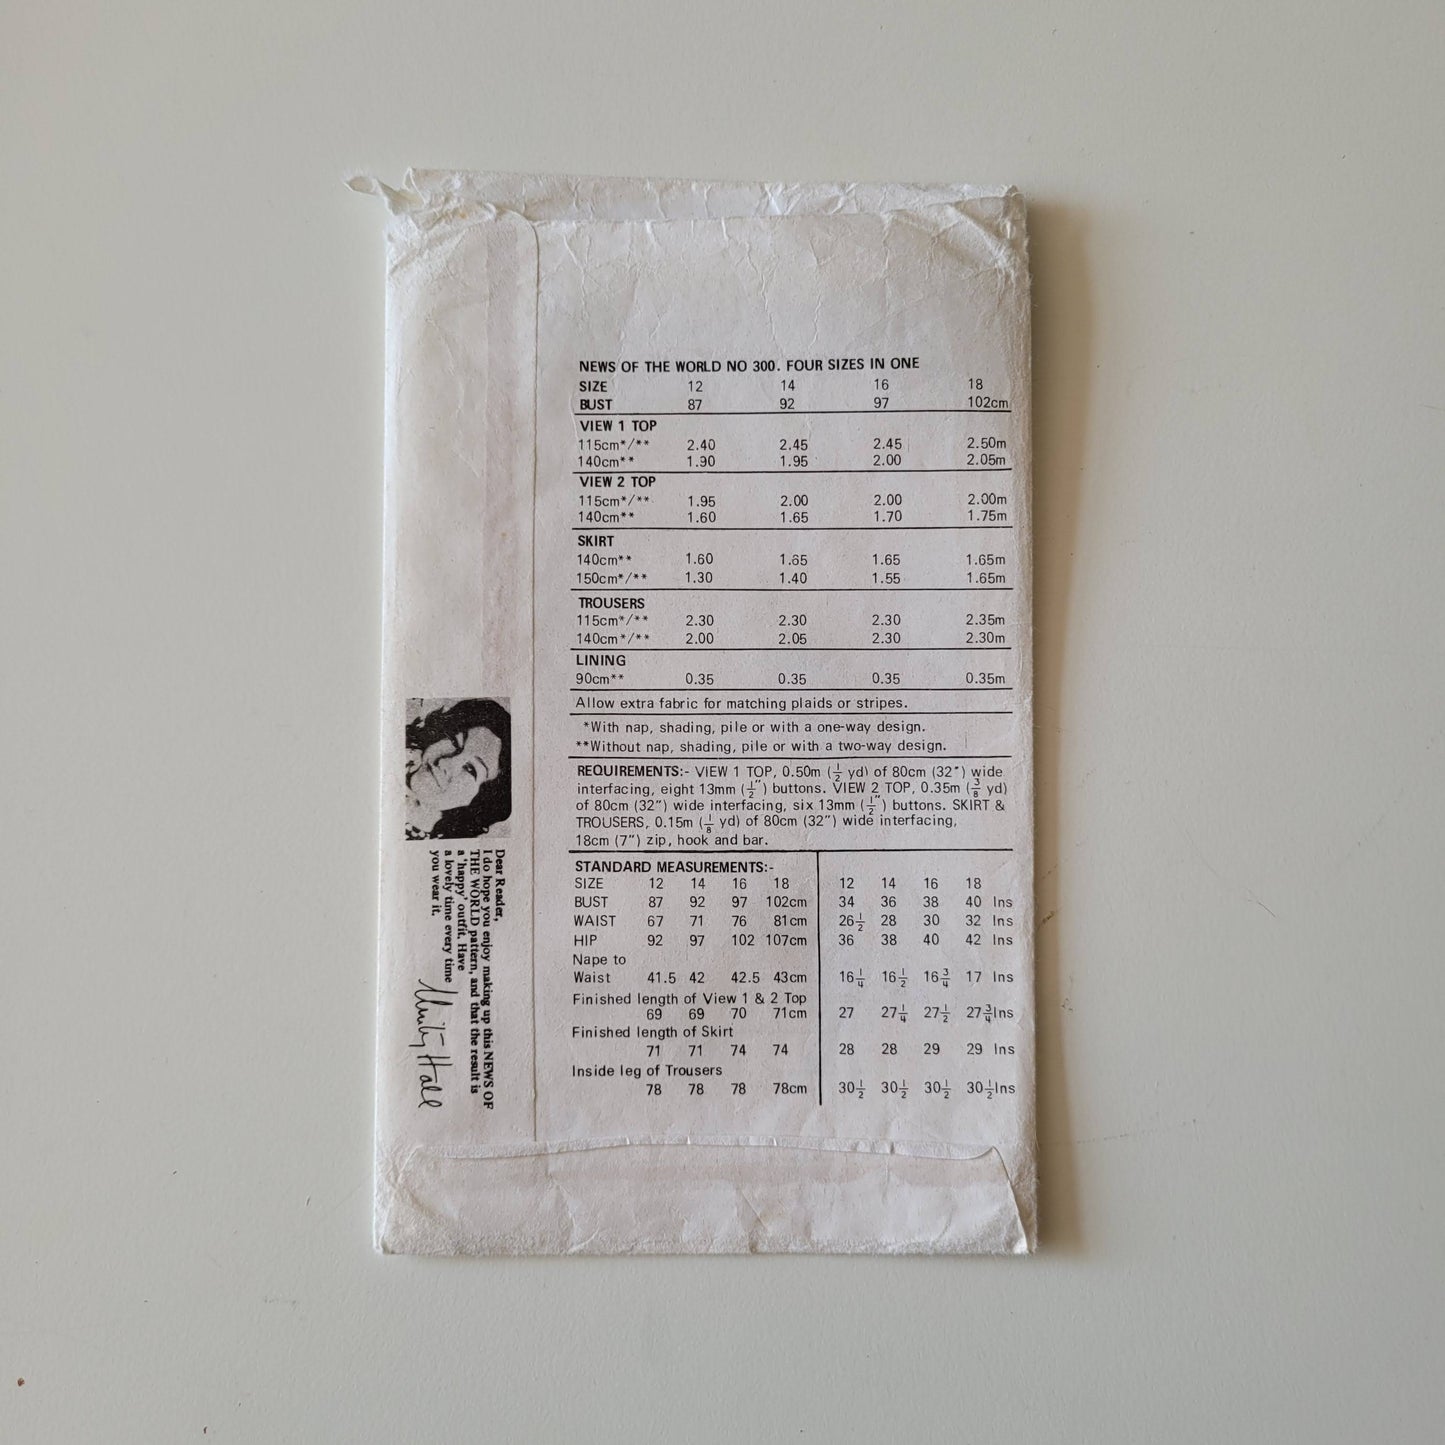 NEWS OF THE WORLD NO 300. FOUR SIZES IN ONE
SIZE 12 14 16 18
BUST 87 92 97 102cm
VIEW 1 TOP
115cm*/** 2.40 2.45 2.45 2.50m
140cm** 1.90 1.95 2.00 2.05m
VIEW 2 TOP
115cm*/** 1.95 2.00 2.00 2.00m
140cm** 1.60 1.65 1.70 1.75m
SKIRT
140cm** 1.60 1.65 1.65 1.65m
150cm*/** 1.30 1.40 1.55 1.65m
TROUSERS
115cm*/** 2.30 2.30 2.30 2.35m
140cm*/** 2.00 2.05 2.30 2.30m
LINING
90cm** 0.35 0.35 0.35 0.35m
Allow extra fabric for matching plaids or stripes.
*With nap, shading, pile or with a one-way design.
**Without nap, shading, pile or with a two-way design.
REQUIREMENTS:- VIEW 1 TOP, 0.50m (½ yd) of 80cm (32") wide
interfacing, eight 13mm (½") buttons. VIEW 2 TOP, 0.35m (⅜ yd)
of 80cm (32") wide interfacing, six 13mm (½") buttons. SKIRT &
TROUSERS, 0.15m (⅛ yd) of 80cm (32") wide interfacing,
18cm (7") zip, hook and bar.
STANDARD MEASUREMENTS:-
SIZE 12 14 16 18 12 14 16 18
BUST 87 92 97 102cm 34 36 38 40 Ins
WAIST 67 71 76 81cm 26½ 28 30 32 Ins
HIP 92 97 102 107cm 36 38 40 42 Ins
Nape to
Waist 41.5 42 42.5 43cm 16¼ 16½ 16¾ 17 Ins
Finished length of View 1 & 2 Top
69 69 70 71cm 27 27¼ 27½ 27¾Ins
Finished length of Skirt
71 71 74 74 28 28 29 29 Ins
Inside leg of Trousers
78 78 78 78cm 30½ 30½ 30½ 30½Ins
Dear Reader,
I do hope you enjoy making up this NEWS OF
THE WORLD pattern, and that the result is
a 'happy' outfit. Have
a lovely time every time
you wear it.
Unity Hall